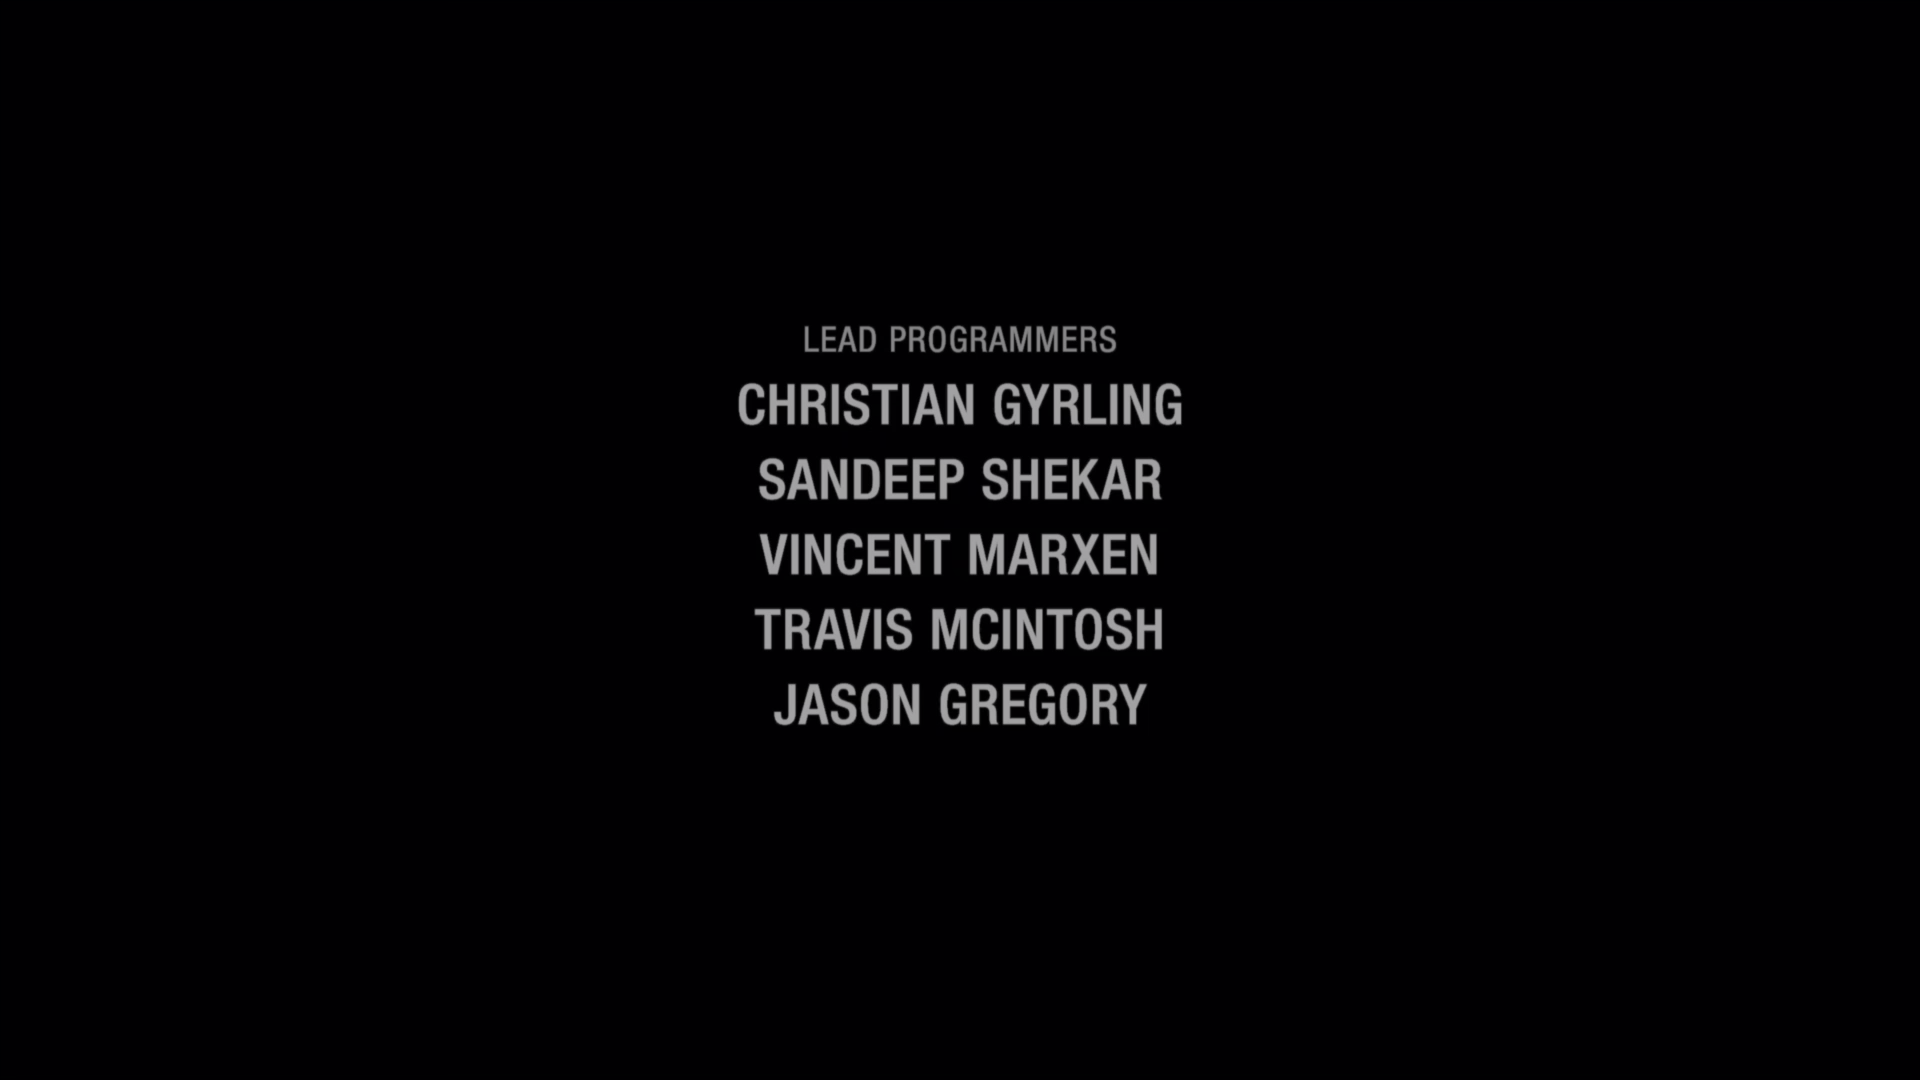 LEAD PROGRAMMERS
CHRISTIAN GYRLING
SANDEEP SHEKAR
VINCENT MARXEN
TRAVIS MCINTOSH
JASON GREGORY